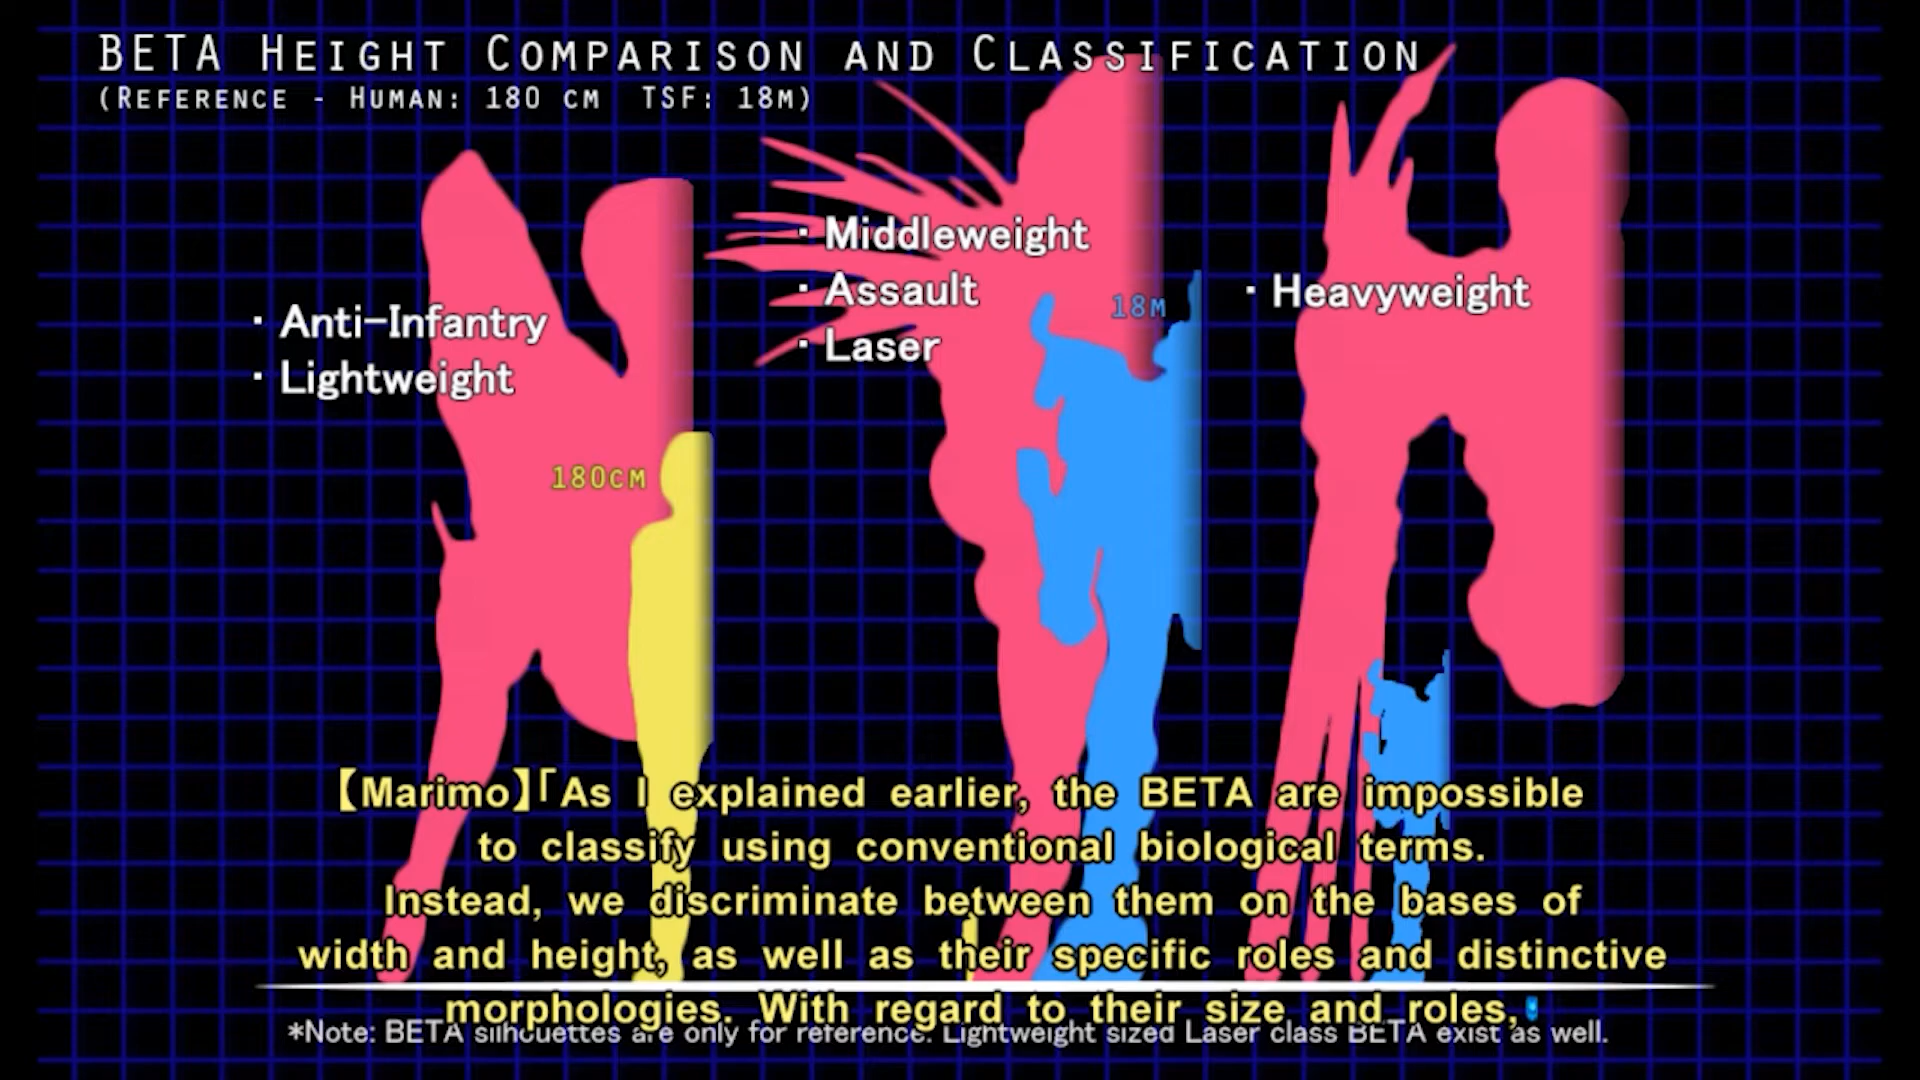 BETA Height Comparison and Classification
(Reference - Human: 180 cm TSF: 18m)
・Anti-Infantry
・Lightweight
・Middleweight
・Assault
・Laser
・Heavyweight
180cm
18m
【Marimo】「As I explained earlier, the BETA are impossible
to classify using conventional biological terms.
Instead, we discriminate between them on the bases of
width and height, as well as their specific roles and distinctive
morphologies. With regard to their size and roles,
*Note: BETA silhouettes are only for reference. Lightweight sized Laser class BETA exist as well.